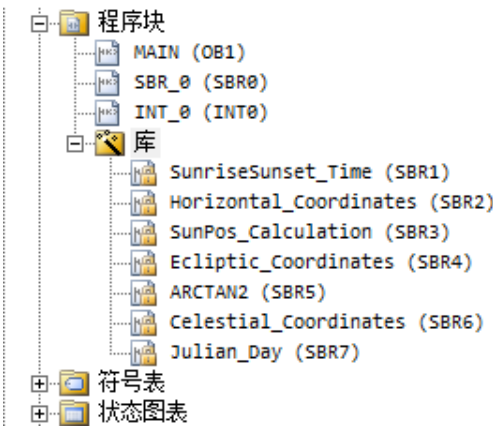 程序块
MAIN (OB1)
SBR_0 (SBR0)
INT_0 (INT0)
库
SunriseSunset_Time (SBR1)
Horizontal_Coordinates (SBR2)
SunPos_Calculation (SBR3)
Ecliptic_Coordinates (SBR4)
ARCTAN2 (SBR5)
Celestial_Coordinates (SBR6)
Julian_Day (SBR7)
符号表
状态图表